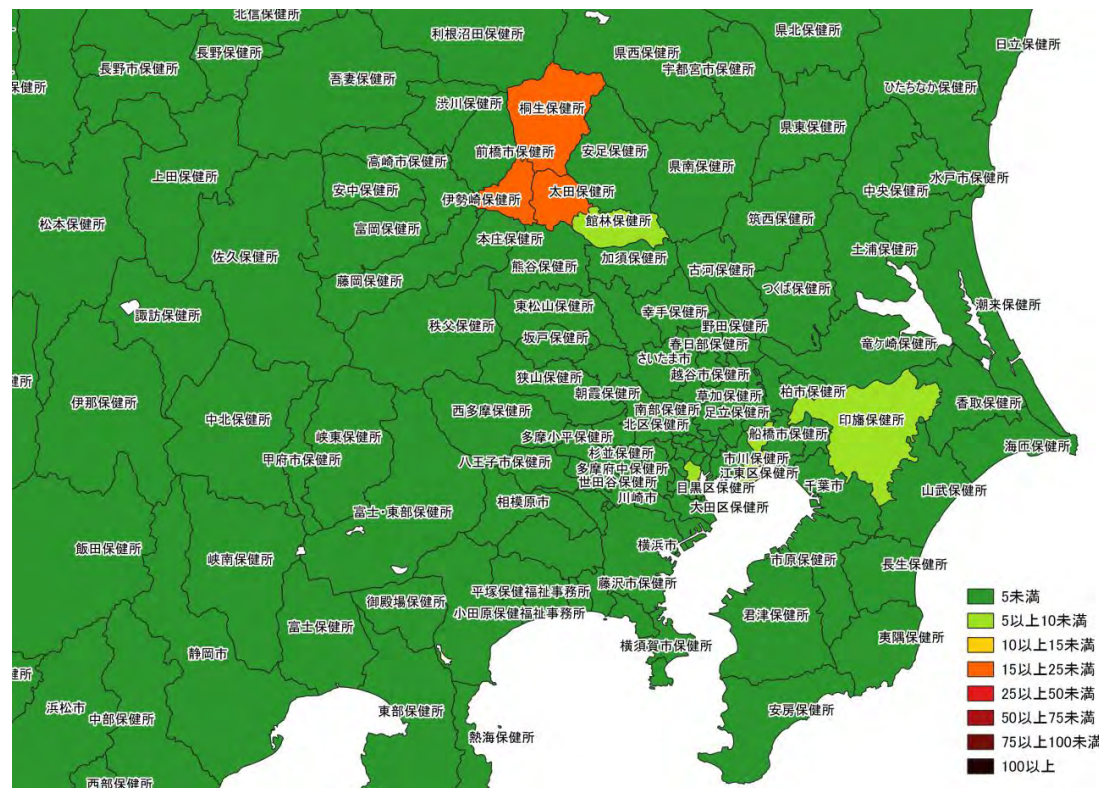 北信保健所
利根沼田保健所
県北保健所
日立保健所
長野保健所
県西保健所
長野市保健所
宇都宮市保健所
吾妻保健所
健所
ひたちなか保健所
渋川保健所
桐生保健所
県東保健所
前橋市保健所
安足保健所
高崎市保健所
県南保健所
上田保健所
水戸市保健所
安中保健所
伊勢崎保健所
太田保健所
中央保健所
松本保健所
館林保健所
筑西保健所
富岡保健所
本庄保健所
土浦保健所
佐久保健所
熊谷保健所
加須保健所
古河保健所
藤岡保健所
つくば保健所
東松山保健所
潮来保健所
諏訪保健所
幸手保健所
秩父保健所
野田保健所
坂戸保健所
春日部保健所
竜ケ崎保健所
さいたま市
狭山保健所
越谷市保健所
健所
朝霞保健所
柏市保健所
伊那保健所
草加保健所
香取保健所
西多摩保健所
南部保健所
足立保健所
中北保健所
北区保健所
印旛保健所
峡東保健所
多摩小平保健所
船橋市保健所
海匝保健所
杉並保健所
甲府市保健所
八王子市保健所
市川保健所
多摩府中保健所
江東区保健所
世田谷保健所
目黒区保健所
千葉市
山武保健所
川崎市
相模原市
大田区保健所
富士・東部保健所
飯田保健所
横浜市
峡南保健所
市原保健所
長生保健所
藤沢市保健所
平塚保健福祉事務所
御殿場保健所
小田原保健福祉事務所
君津保健所
富士保健所
夷隅保健所
横須賀市保健所
静岡市
健所
浜松市
中部保健所
東部保健所
安房保健所
熱海保健所
西部保健所
5未満
5以上10未満
10以上15未満
15以上25未満
25以上50未満
50以上75未満
75以上100未満
100以上